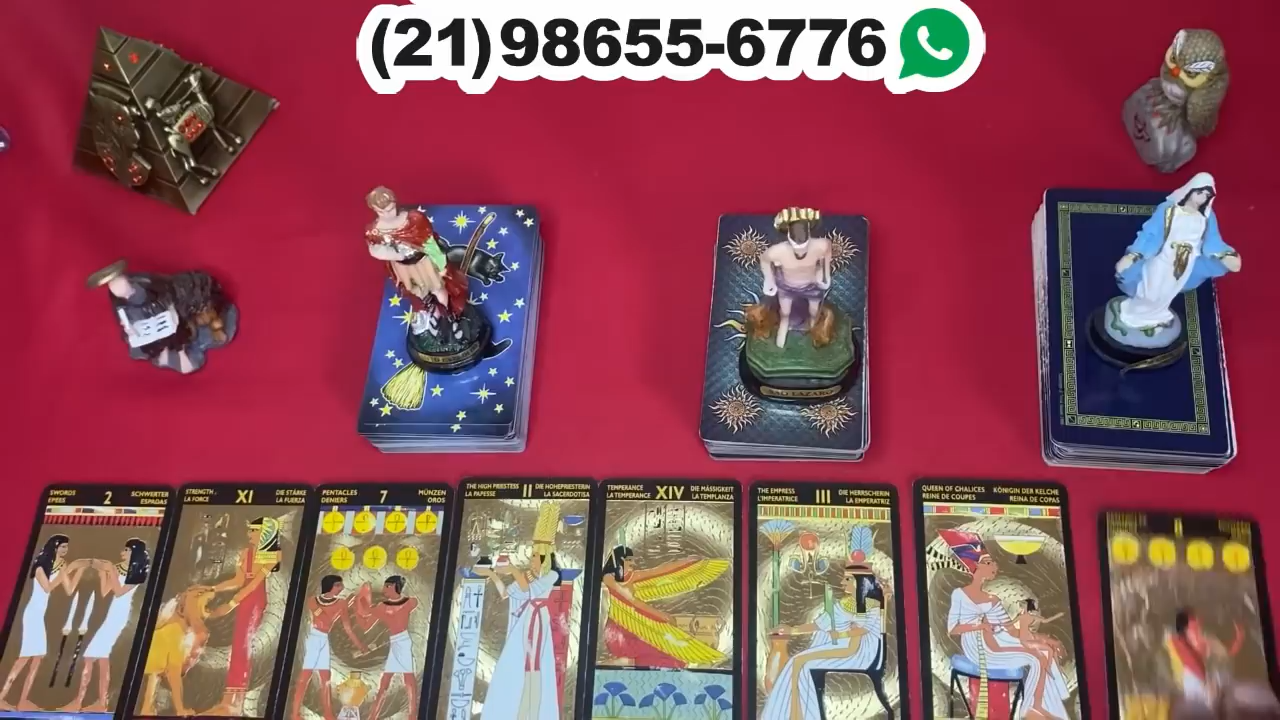 (21)98655-6776
SÃO LAZARO
SWORDS
EPEES
2
SCHWERTER
ESPADAS
STRENGTH
LA FORCE
XI
DIE STÄRKE
LA FUERZA
PENTACLES
DENIERS
7
MÜNZEN
OROS
THE HIGH PRIESTESS
LA PAPESSE
II
DIE HOHEPRIESTERIN
LA SACERDOTISA
TEMPERANCE
LA TEMPERANCE
XIV
DIE MÄSSIGKEIT
LA TEMPLANZA
THE EMPRESS
L'IMPERATRICE
III
DIE HERRSCHERIN
LA EMPERATRIZ
QUEEN OF CHALICES
REINE DE COUPES
KÖNIGIN DER KELCHE
REINA DE COPAS